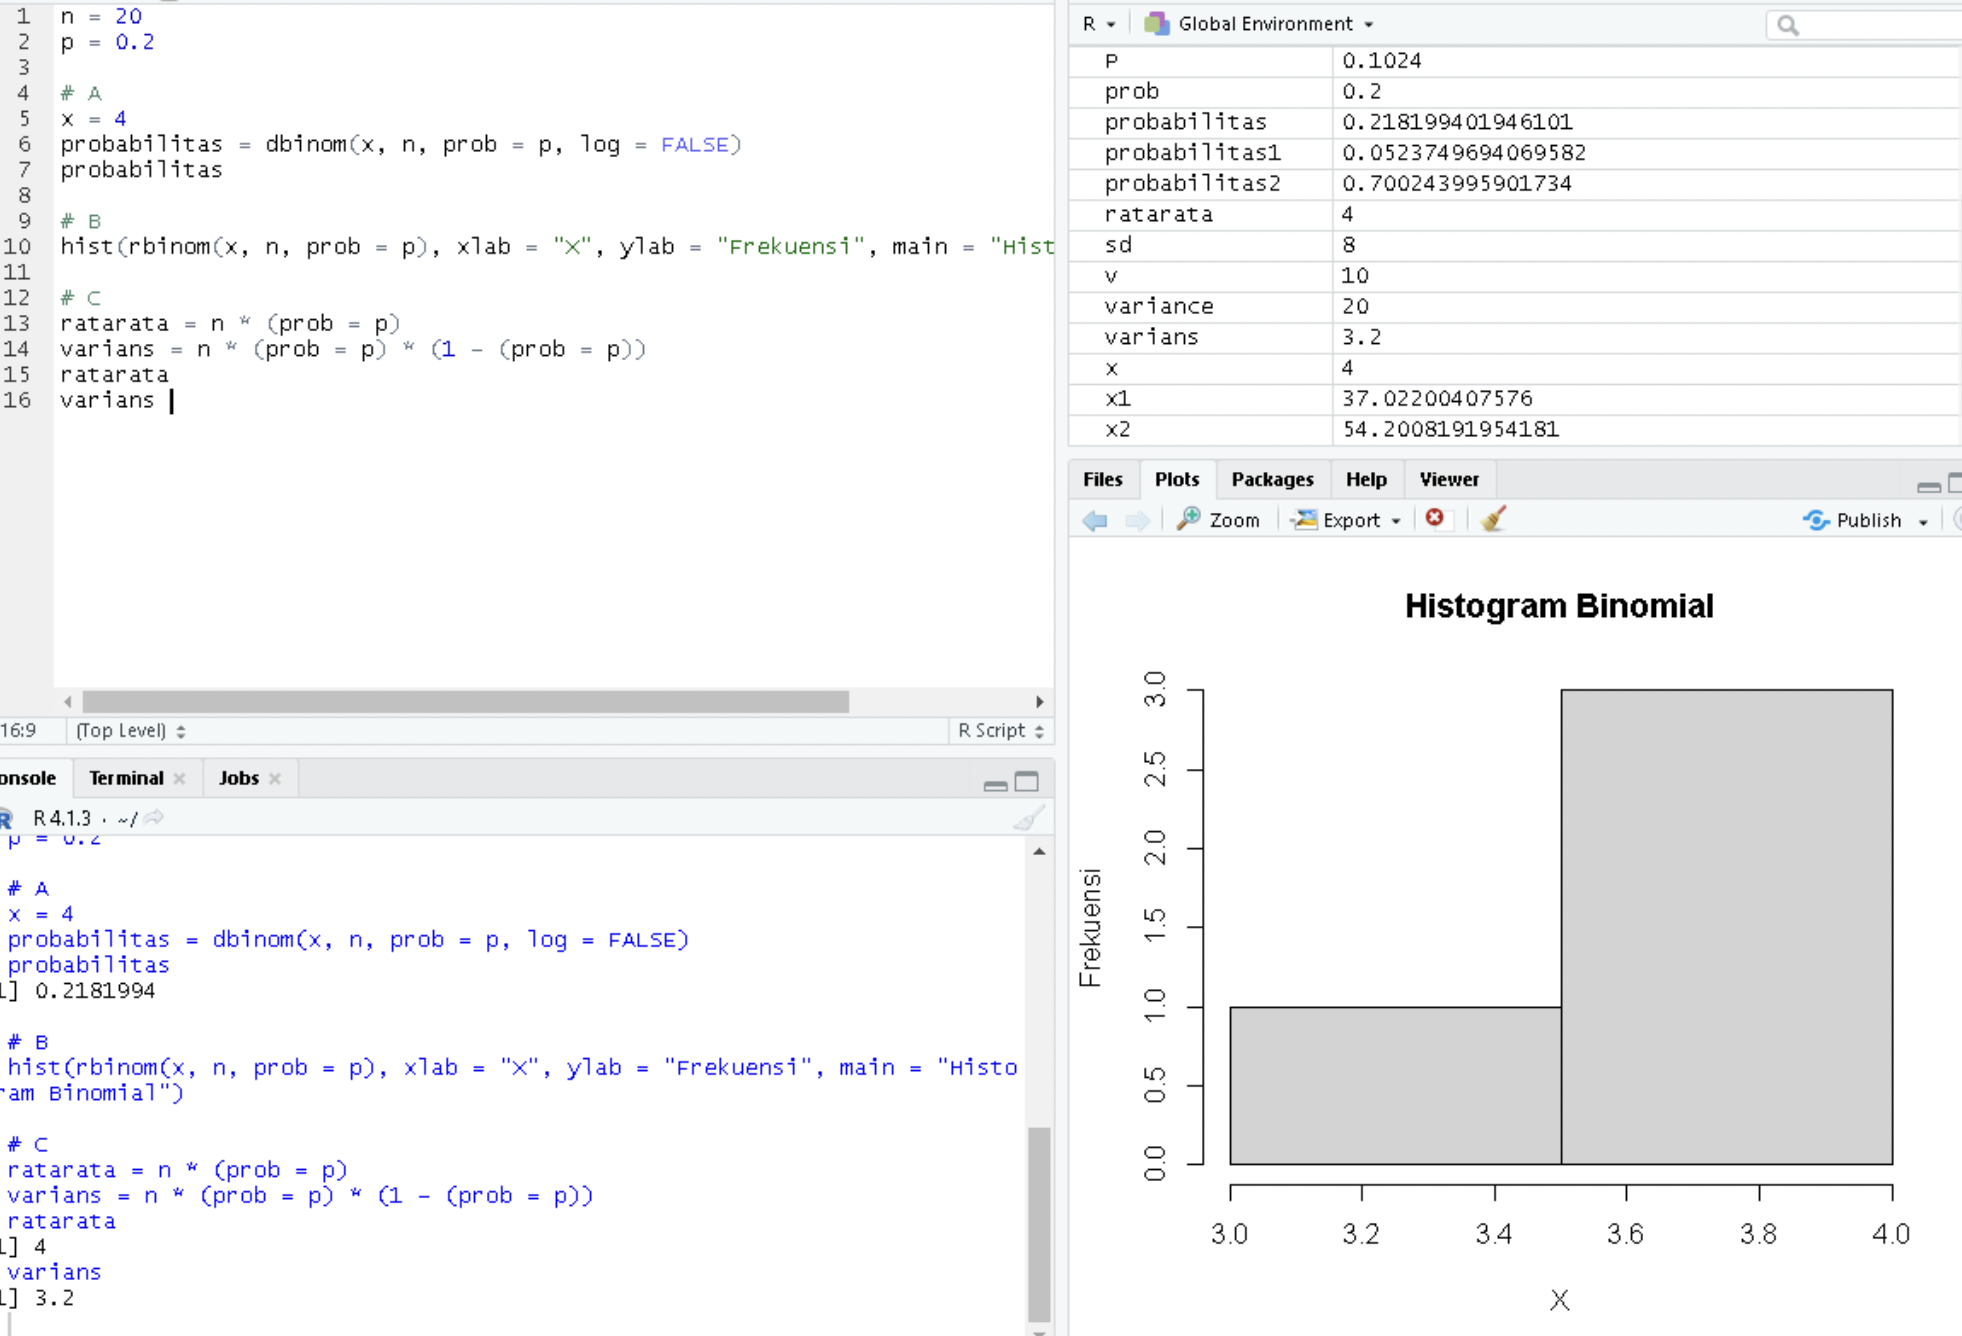 1 n = 20
2 p = 0.2
3
4 # A
5 x = 4
6 probabilitas = dbinom(x, n, prob = p, log = FALSE)
7 probabilitas
8
9 # B
10 hist(rbinom(x, n, prob = p), xlab = "X", ylab = "Frekuensi", main = "Hist
11
12 # C
13 ratarata = n * (prob = p)
14 varians = n * (prob = p) * (1 - (prob = p))
15 ratarata
16 varians
16:9 (Top Level) R Script
onsole Terminal Jobs
R R 4.1.3 · ~/
p = 0.2
# A
x = 4
probabilitas = dbinom(x, n, prob = p, log = FALSE)
probabilitas
1] 0.2181994
# B
hist(rbinom(x, n, prob = p), xlab = "X", ylab = "Frekuensi", main = "Histo
ram Binomial")
# C
ratarata = n * (prob = p)
varians = n * (prob = p) * (1 - (prob = p))
ratarata
1] 4
varians
1] 3.2
R Global Environment
P 0.1024
prob 0.2
probabilitas 0.218199401946101
probabilitas1 0.0523749694069582
probabilitas2 0.700243995901734
ratarata 4
sd 8
v 10
variance 20
varians 3.2
x 4
x1 37.02200407576
x2 54.2008191954181
Files Plots Packages Help Viewer
Zoom Export Publish
Histogram Binomial
Frekuensi
3.0
2.5
2.0
1.5
1.0
0.5
0.0
3.0 3.2 3.4 3.6 3.8 4.0
X